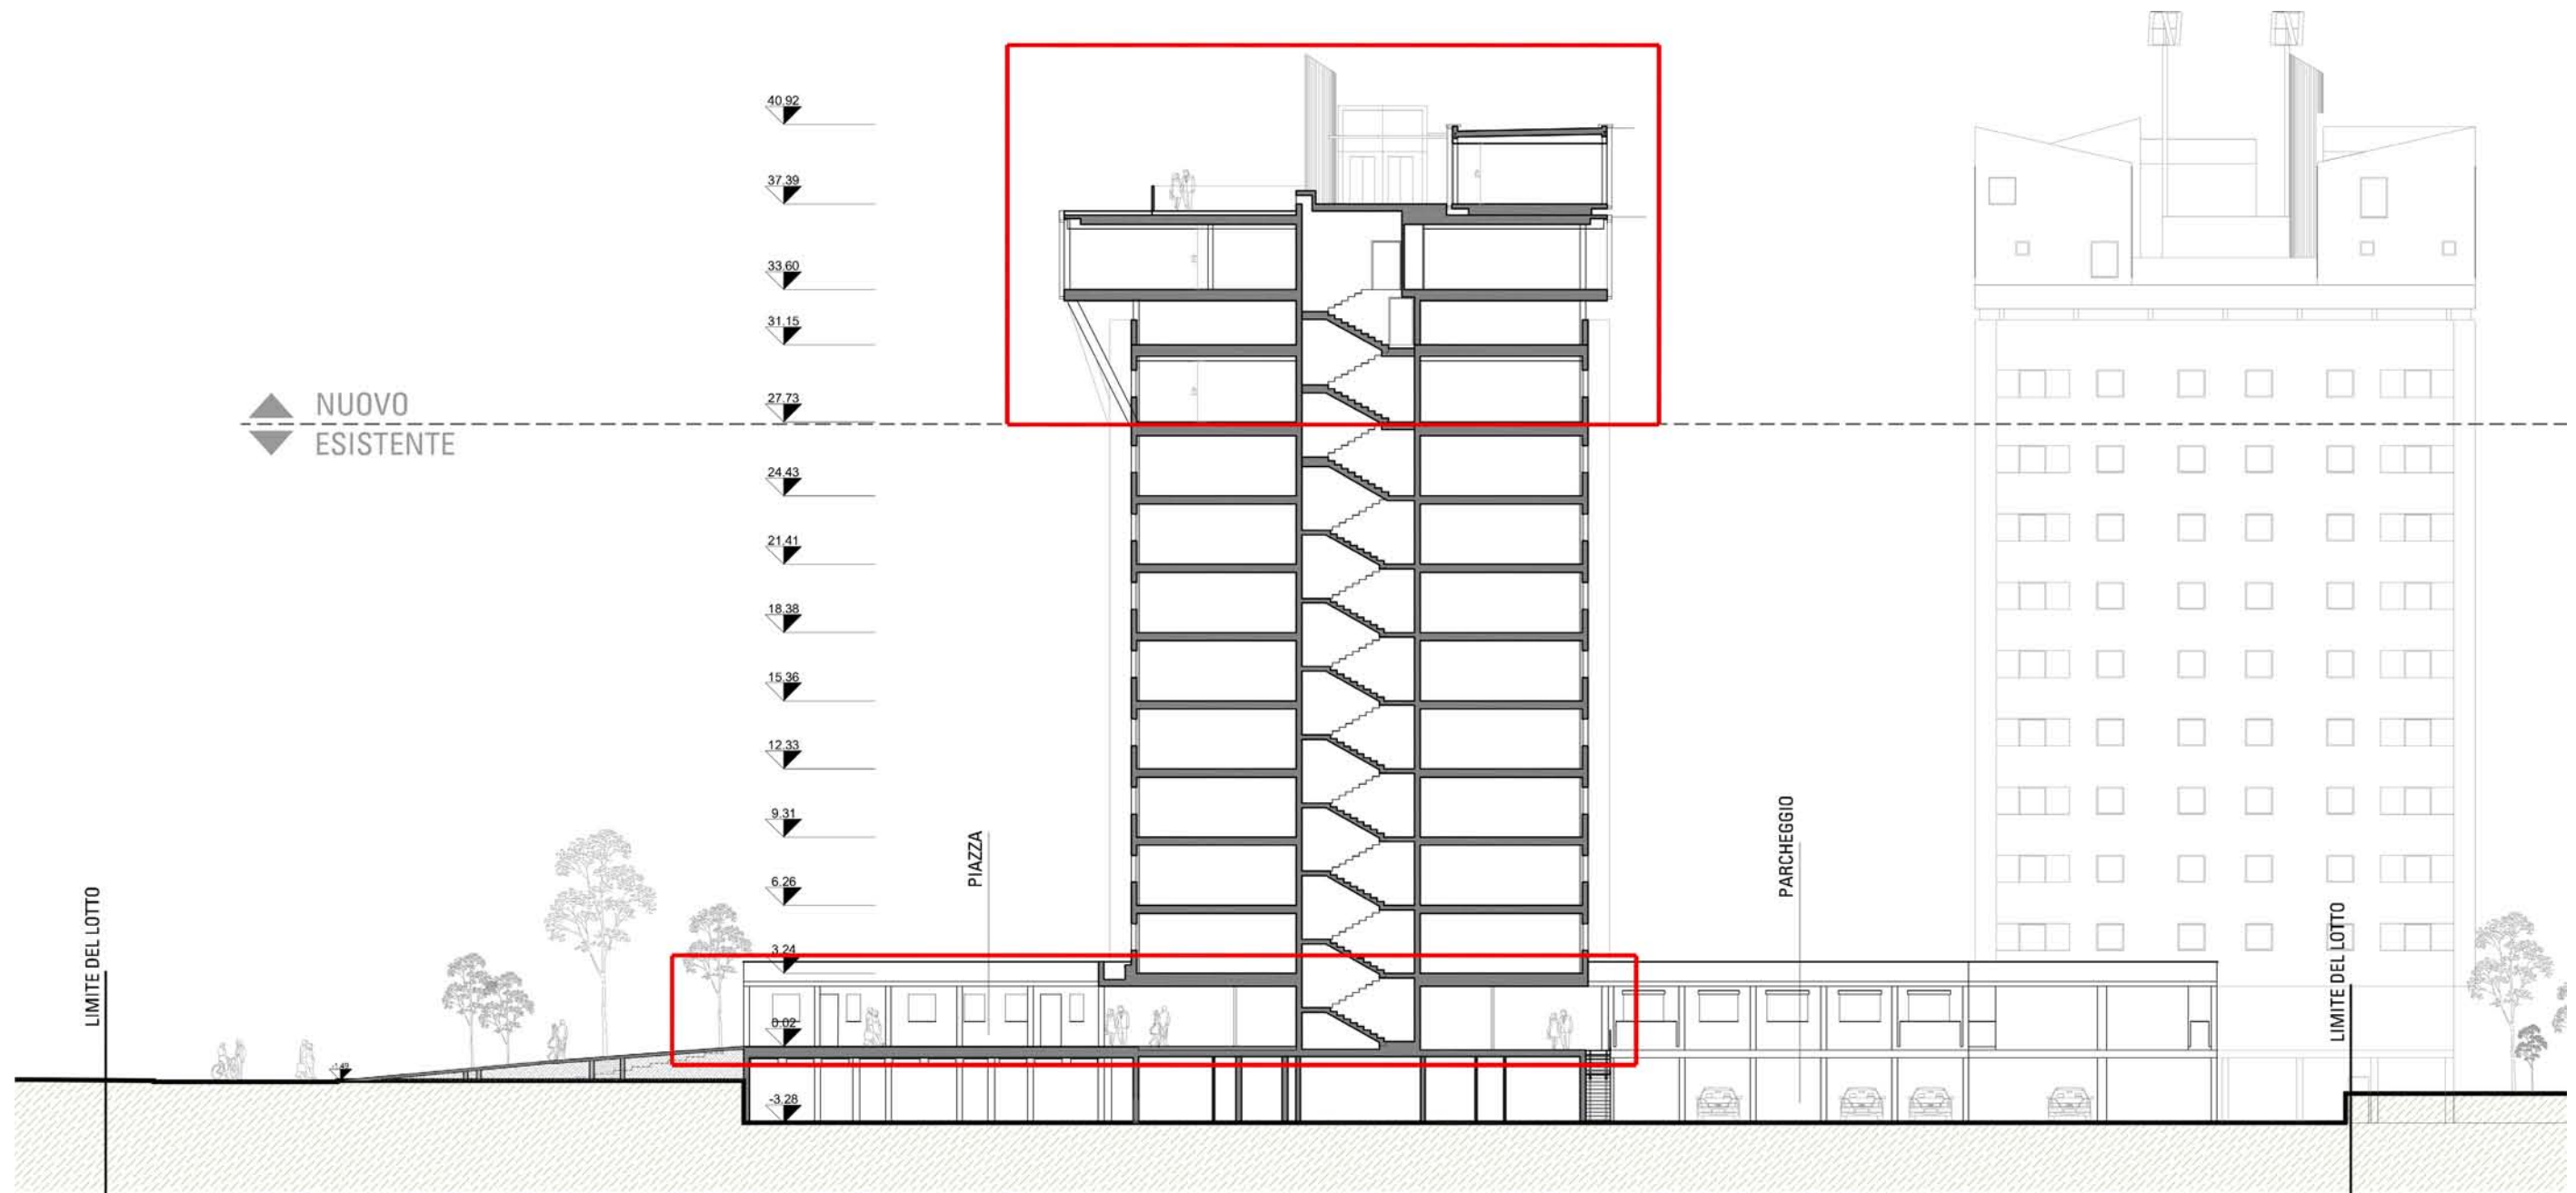 40.92
37.39
33.60
31.15
27.73
NUOVO
ESISTENTE
24.43
21.41
18.38
15.36
12.33
9.31
6.26
3.24
0.02
-3.28
LIMITE DEL LOTTO
PIAZZA
PARCHEGGIO
LIMITE DEL LOTTO